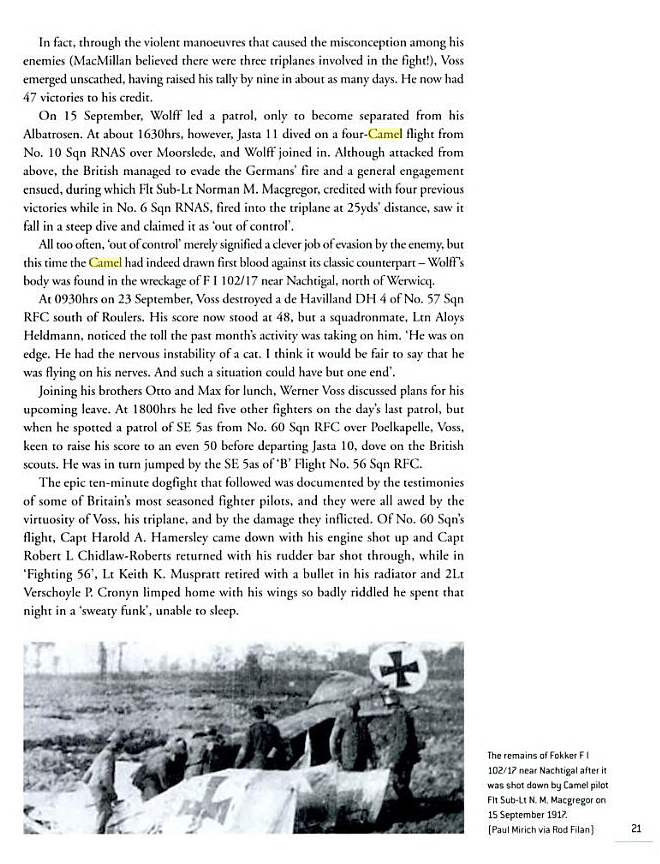 In fact, through the violent manoeuvres that caused the misconception among his
enemies (MacMillan believed there were three triplanes involved in the fight!), Voss
emerged unscathed, having raised his tally by nine in about as many days. He now had
47 victories to his credit.
On 15 September, Wolff led a patrol, only to become separated from his
Albatrosen. At about 1630hrs, however, Jasta 11 dived on a four-Camel flight from
No. 10 Sqn RNAS over Moorslede, and Wolff joined in. Although attacked from
above, the British managed to evade the Germans' fire and a general engagement
ensued, during which Flt Sub-Lt Norman M. Macgregor, credited with four previous
victories while in No. 6 Sqn RNAS, fired into the triplane at 25yds' distance, saw it
fall in a steep dive and claimed it as 'out of control'.
All too often, 'out of control' merely signified a clever job of evasion by the enemy, but
this time the Camel had indeed drawn first blood against its classic counterpart – Wolff's
body was found in the wreckage of F I 102/17 near Nachtigal, north of Werwicq.
At 0930hrs on 23 September, Voss destroyed a de Havilland DH 4 of No. 57 Sqn
RFC south of Roulers. His score now stood at 48, but a squadronmate, Ltn Aloys
Heldmann, noticed the toll the past month's activity was taking on him. 'He was on
edge. He had the nervous instability of a cat. I think it would be fair to say that he
was flying on his nerves. And such a situation could have but one end'.
Joining his brothers Otto and Max for lunch, Werner Voss discussed plans for his
upcoming leave. At 1800hrs he led five other fighters on the day's last patrol, but
when he spotted a patrol of SE 5as from No. 60 Sqn RFC over Poelkapelle, Voss,
keen to raise his score to an even 50 before departing Jasta 10, dove on the British
scouts. He was in turn jumped by the SE 5as of 'B' Flight No. 56 Sqn RFC.
The epic ten-minute dogfight that followed was documented by the testimonies
of some of Britain's most seasoned fighter pilots, and they were all awed by the
virtuosity of Voss, his triplane, and by the damage they inflicted. Of No. 60 Sqn's
flight, Capt Harold A. Hamersley came down with his engine shot up and Capt
Robert L Chidlaw-Roberts returned with his rudder bar shot through, while in
'Fighting 56', Lt Keith K. Muspratt retired with a bullet in his radiator and 2Lt
Verschoyle P. Cronyn limped home with his wings so badly riddled he spent that
night in a 'sweaty funk', unable to sleep.
The remains of Fokker F I
102/17 near Nachtigal after it
was shot down by Camel pilot
Flt Sub-Lt N. M. Macgregor on
15 September 1917.
(Paul Mirich via Rod Filan)
21